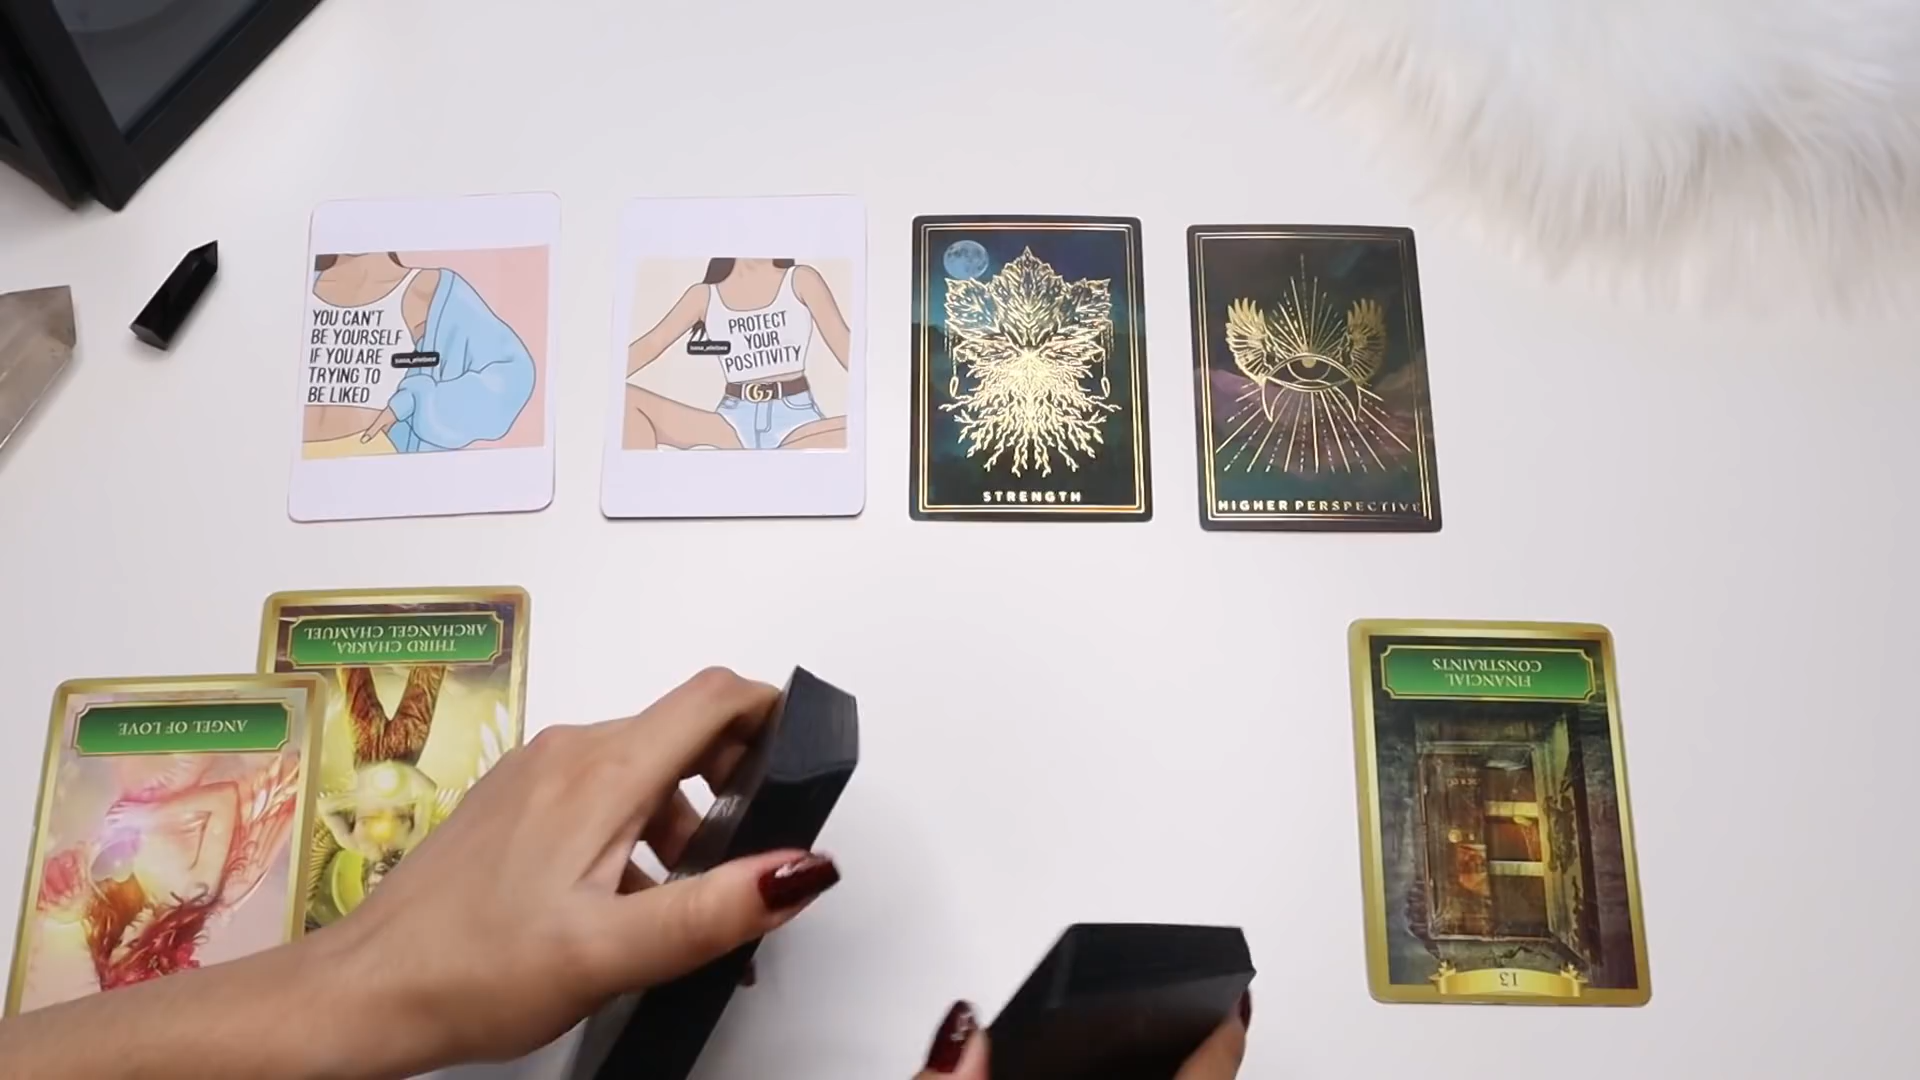 YOU CAN'T
BE YOURSELF
IF YOU ARE
TRYING TO
BE LIKED
PROTECT
YOUR
POSITIVITY
STRENGTH
HIGHER PERSPECTIVE
THIRD CHAKRA,
ARCHANGEL CHAMUEL
ANGEL OF LOVE
FINANCIAL
CONSTRAINTS
13